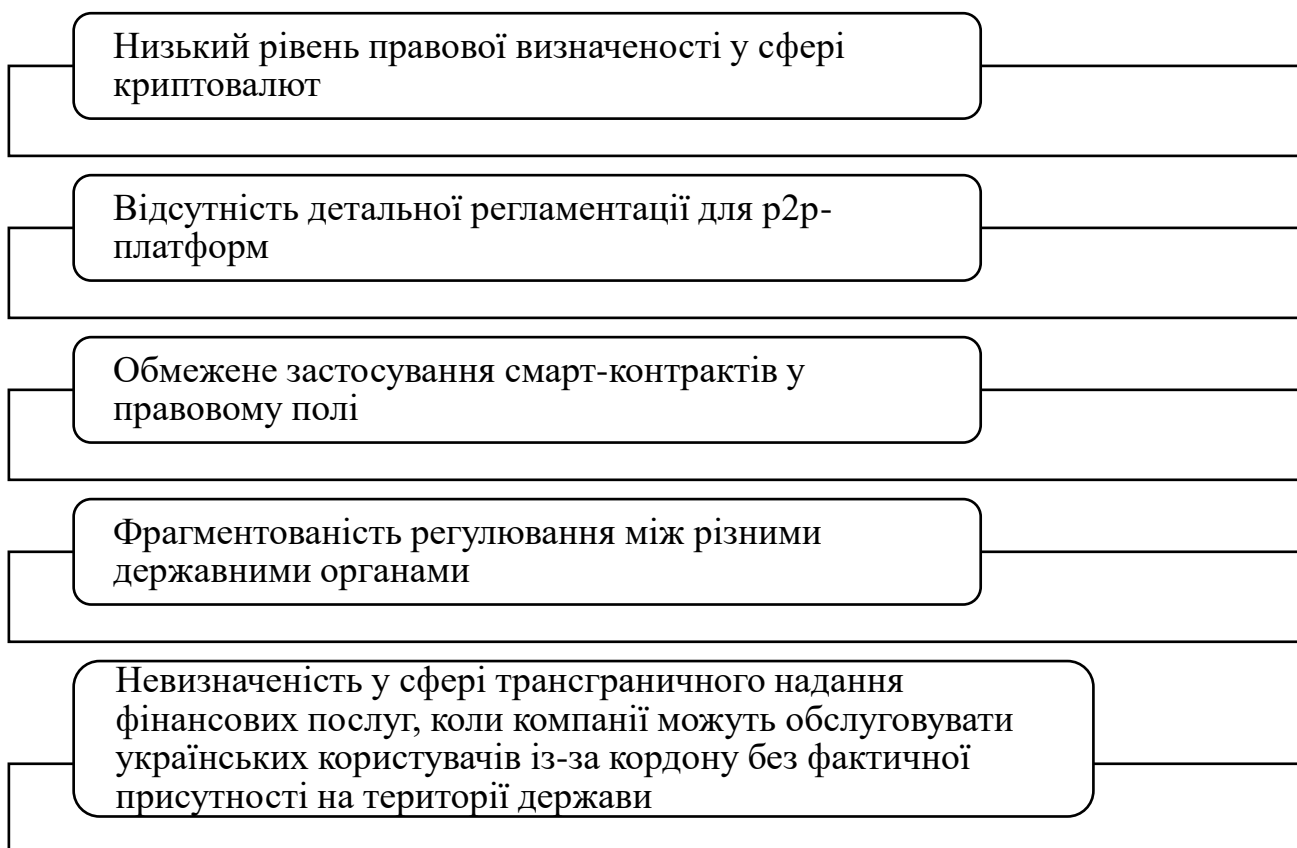 Низький рівень правової визначеності у сфері
криптовалют
Відсутність детальної регламентації для p2p-
платформ
Обмежене застосування смарт-контрактів у
правовому полі
Фрагментованість регулювання між різними
державними органами
Невизначеність у сфері трансграничного надання
фінансових послуг, коли компанії можуть обслуговувати
українських користувачів із-за кордону без фактичної
присутності на території держави